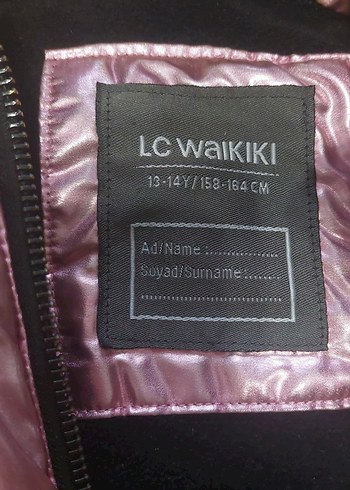 LC WAIKIKI
13-14Y/158-164 CM
Ad/Name :...............
Soyad/Surname:.......
.................................